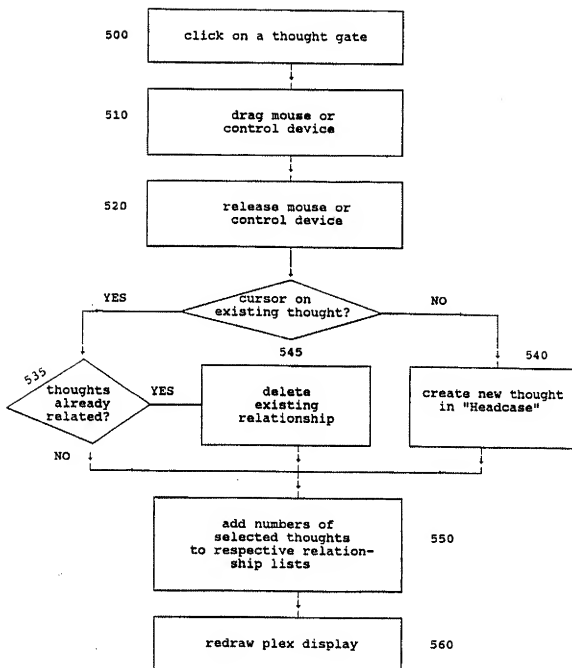 500
click on a thought gate
510
drag mouse or
control device
520
release mouse or
control device
YES
cursor on
existing thought?
NO
535
thoughts
already
related?
YES
545
delete
existing
relationship
540
create new thought
in "Headcase"
NO
add numbers of
selected thoughts
to respective relation-
ship lists
550
redraw plex display
560